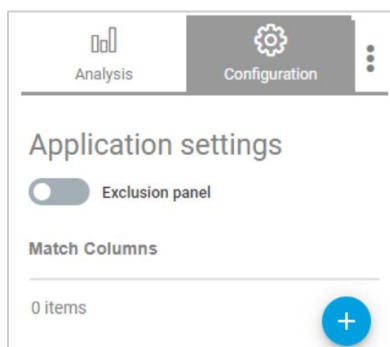 Analysis
Configuration
Application settings
Exclusion panel
Match Columns
0 items